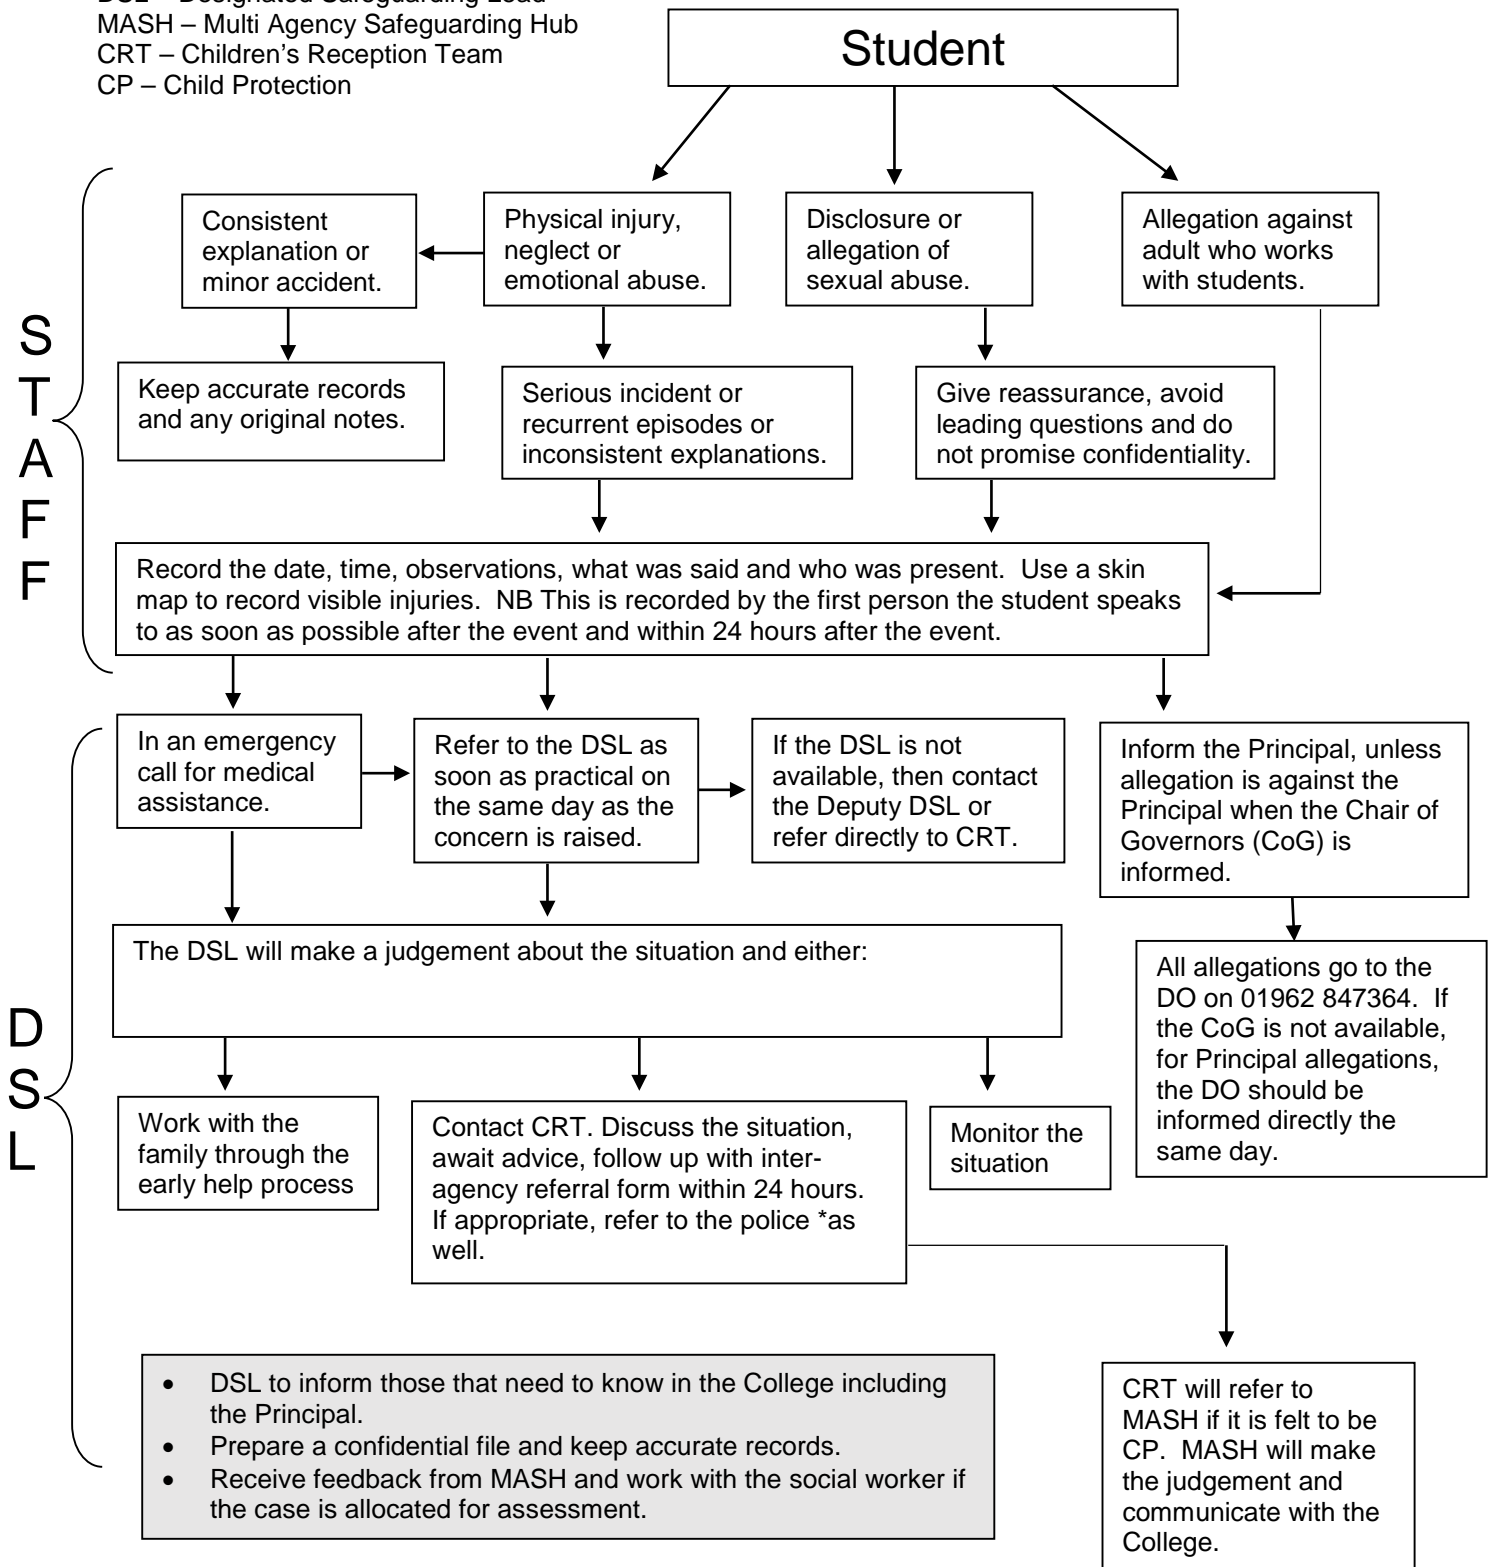 DSL – Designated Safeguarding Lead
MASH – Multi Agency Safeguarding Hub
CRT – Children's Reception Team
CP – Child Protection
Student
Consistent
explanation or
minor accident.
Physical injury,
neglect or
emotional abuse.
Disclosure or
allegation of
sexual abuse.
Allegation against
adult who works
with students.
STAFF
Keep accurate records
and any original notes.
Serious incident or
recurrent episodes or
inconsistent explanations.
Give reassurance, avoid
leading questions and do
not promise confidentiality.
Record the date, time, observations, what was said and who was present.  Use a skin
map to record visible injuries.  NB This is recorded by the first person the student speaks
to as soon as possible after the event and within 24 hours after the event.
In an emergency
call for medical
assistance.
Refer to the DSL as
soon as practical on
the same day as the
concern is raised.
If the DSL is not
available, then contact
the Deputy DSL or
refer directly to CRT.
Inform the Principal, unless
allegation is against the
Principal when the Chair of
Governors (CoG) is
informed.
The DSL will make a judgement about the situation and either:
All allegations go to the
DO on 01962 847364.  If
the CoG is not available,
for Principal allegations,
the DO should be
informed directly the
same day.
DSL
Work with the
family through the
early help process
Contact CRT. Discuss the situation,
await advice, follow up with inter-
agency referral form within 24 hours.
If appropriate, refer to the police *as
well.
Monitor the
situation
• DSL to inform those that need to know in the College including
the Principal.
• Prepare a confidential file and keep accurate records.
• Receive feedback from MASH and work with the social worker if
the case is allocated for assessment.
CRT will refer to
MASH if it is felt to be
CP.  MASH will make
the judgement and
communicate with the
College.